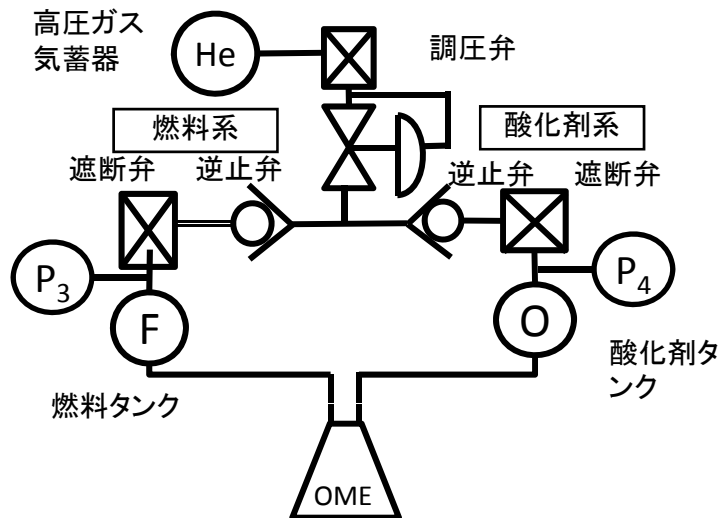 高圧ガス
気蓄器
He
調圧弁
燃料系
酸化剤系
遮断弁
逆止弁
逆止弁
遮断弁
P3
P4
F
O
燃料タンク
酸化剤タ
ンク
OME